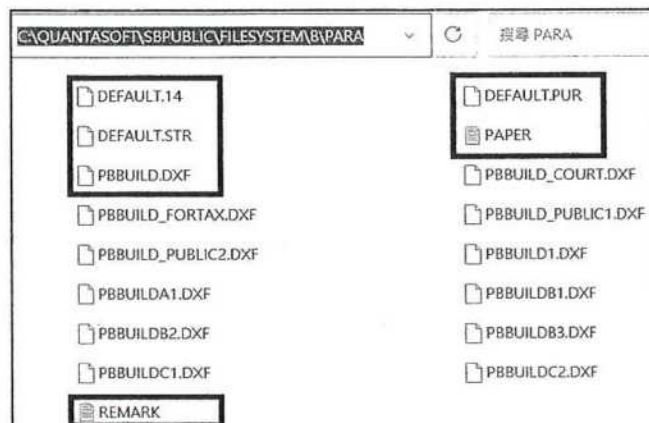 C:\QUANTASOFT\SBPUBLIC\FILESYSTEM\B\PARA 搜尋 PARA
DEFAULT.14 DEFAULT.PUR
DEFAULT.STR PAPER
PBBUILD.DXF PBBUILD_COURT.DXF
PBBUILD_FORTAX.DXF PBBUILD_PUBLIC1.DXF
PBBUILD_PUBLIC2.DXF PBBUILD1.DXF
PBBUILDA1.DXF PBBUILDB1.DXF
PBBUILDB2.DXF PBBUILDB3.DXF
PBBUILDC1.DXF PBBUILDC2.DXF
REMARK